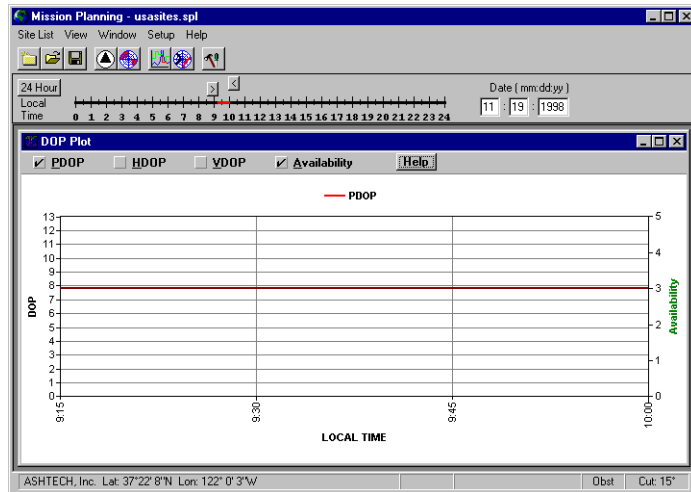 Mission Planning - usasites.spl
Site List View Window Setup Help
24 Hour
Local
Time
> <
0 1 2 3 4 5 6 7 8 9 10 11 12 13 14 15 16 17 18 19 20 21 22 23 24
Date ( mm:dd:yy )
11 : 19 : 1998
DOP Plot
PDOP HDOP VDOP Availability Help
PDOP
13
12
11
10
9
8
7
6
5
4
3
2
1
0
DOP
5
4
3
2
1
0
Availability
9:15 9:30 9:45 10:00
LOCAL TIME
ASHTECH, Inc. Lat: 37°22' 8"N Lon: 122° 0' 3"W Obst Cut: 15°